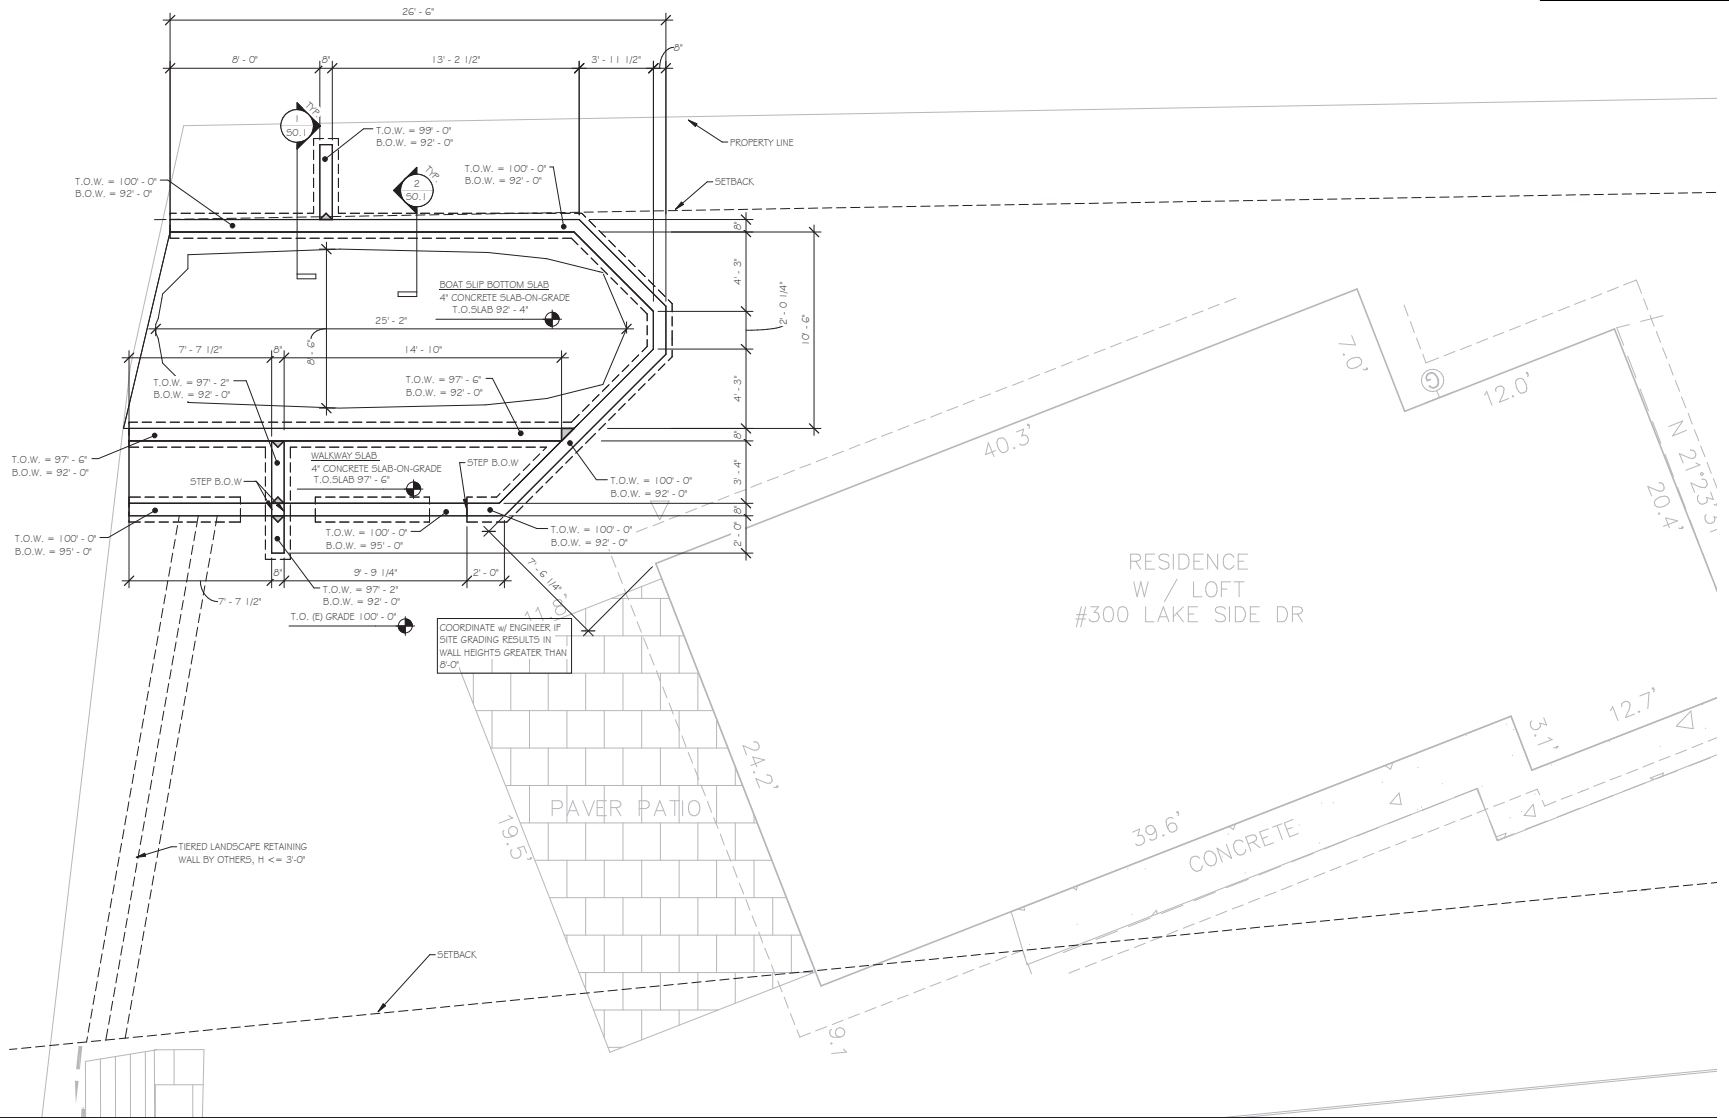 26' - 6"
8' - 0"
8"
13' - 2 1/2"
3' - 11 1/2"
8"
1
S0.1
TYP.
T.O.W. = 99' - 0"
B.O.W. = 92' - 0"
PROPERTY LINE
T.O.W. = 100' - 0"
B.O.W. = 92' - 0"
2
S0.1
TYP.
T.O.W. = 100' - 0"
B.O.W. = 92' - 0"
SETBACK
8"
4' - 3"
2' - 0 1/4"
10' - 6"
4' - 3"
8"
3' - 4"
8"
2' - 0"
BOAT SLIP BOTTOM SLAB
4" CONCRETE SLAB-ON-GRADE
T.O.SLAB 92' - 4"
25' - 2"
8' - 6"
7' - 7 1/2"
8"
14' - 10"
T.O.W. = 97' - 2"
B.O.W. = 92' - 0"
T.O.W. = 97' - 6"
B.O.W. = 92' - 0"
T.O.W. = 97' - 6"
B.O.W. = 92' - 0"
WALKWAY SLAB
4" CONCRETE SLAB-ON-GRADE
T.O.SLAB 97' - 6"
STEP B.O.W
STEP B.O.W
T.O.W. = 100' - 0"
B.O.W. = 92' - 0"
T.O.W. = 100' - 0"
B.O.W. = 95' - 0"
T.O.W. = 100' - 0"
B.O.W. = 95' - 0"
T.O.W. = 100' - 0"
B.O.W. = 92' - 0"
8"
9' - 9 1/4"
2' - 0"
7' - 6 1/4"
7' - 7 1/2"
T.O.W. = 97' - 2"
B.O.W. = 92' - 0"
T.O. (E) GRADE 100' - 0"
COORDINATE w/ ENGINEER IF
SITE GRADING RESULTS IN
WALL HEIGHTS GREATER THAN
8'-0"
40.3'
7.0'
12.0'
20.4'
RESIDENCE
W / LOFT
#300 LAKE SIDE DR
24.2'
PAVER PATIO
19.5'
39.6'
CONCRETE
3.1'
12.7'
TIERED LANDSCAPE RETAINING
WALL BY OTHERS, H <= 3'-0"
SETBACK